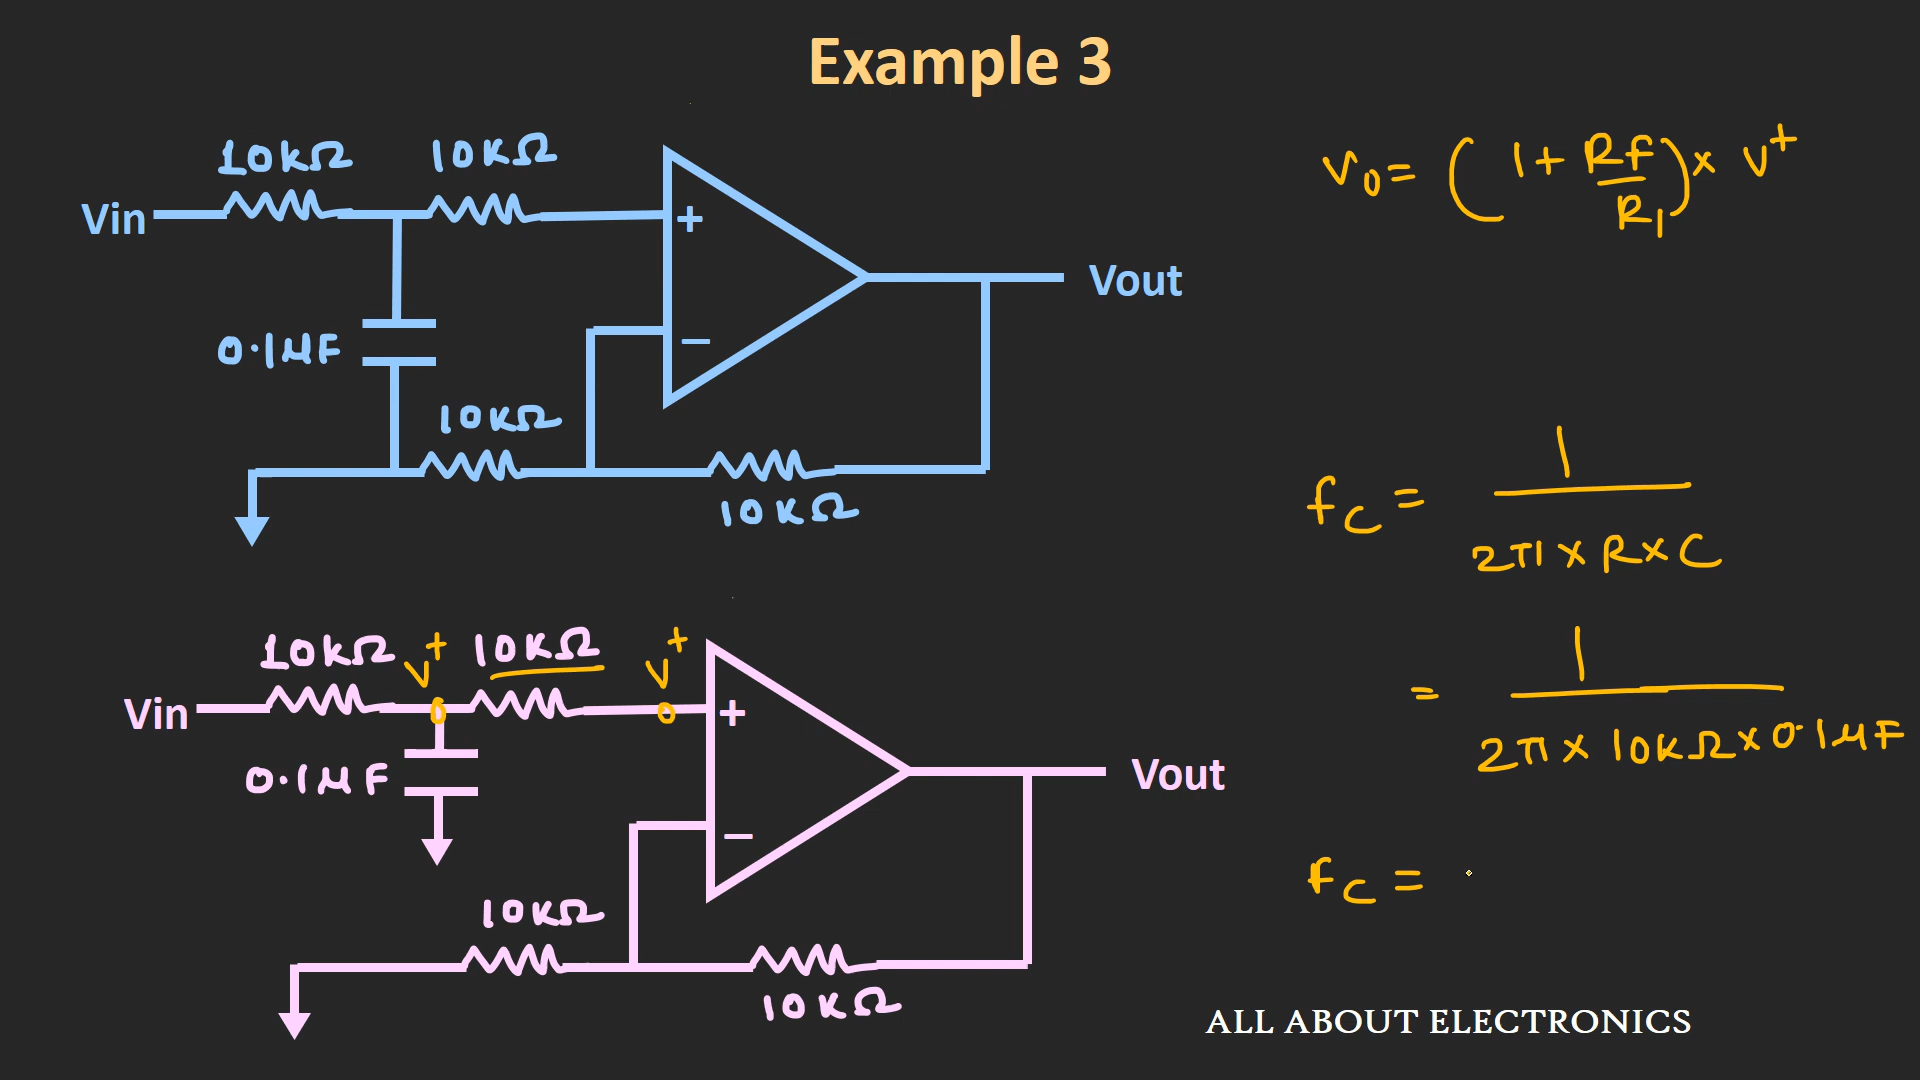 Example 3
10KΩ 10KΩ
Vin
+
−
Vout
0.1μF
10KΩ
10KΩ
V₀ = (1 + Rf/R₁) × V⁺
fc = 1 / 2π × R × C
= 1 / 2π × 10KΩ × 0.1μF
fc =
10KΩ V⁺ 10KΩ V⁺
Vin
+
−
Vout
0.1μF
10KΩ
10KΩ
ALL ABOUT ELECTRONICS